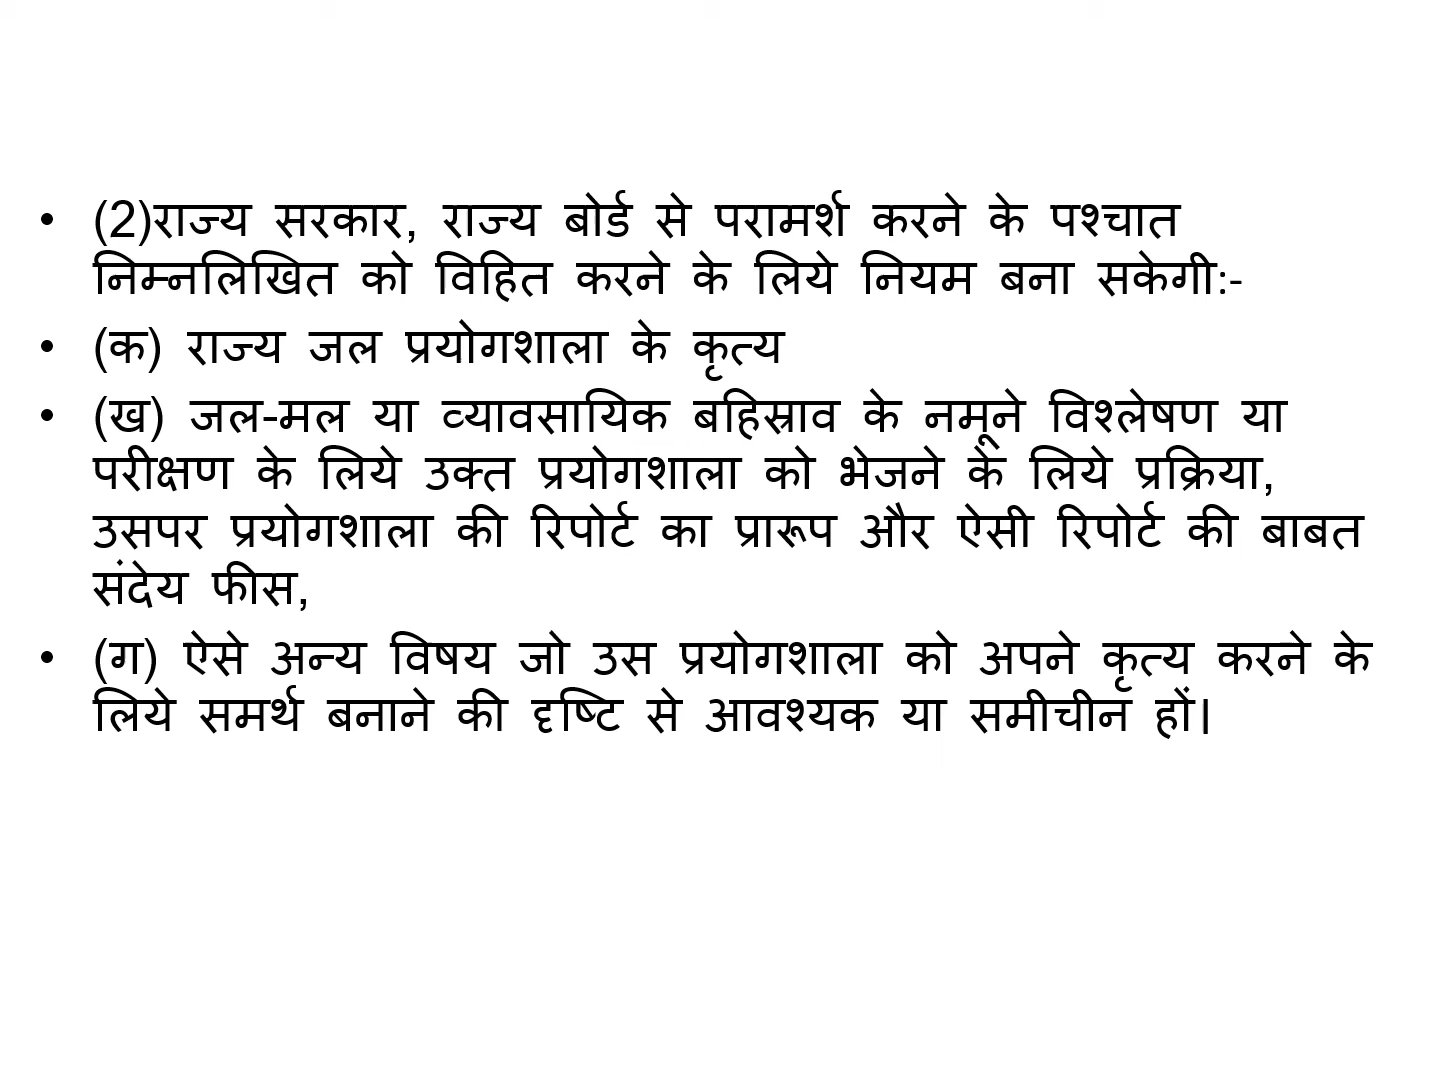 • (2)राज्य सरकार, राज्य बोर्ड से परामर्श करने के पश्चात
निम्नलिखित को विहित करने के लिये नियम बना सकेगी:-
• (क) राज्य जल प्रयोगशाला के कृत्य
• (ख) जल-मल या व्यावसायिक बहिस्राव के नमूने विश्लेषण या
परीक्षण के लिये उक्त प्रयोगशाला को भेजने के लिये प्रक्रिया,
उसपर प्रयोगशाला की रिपोर्ट का प्रारूप और ऐसी रिपोर्ट की बाबत
संदेय फीस,
• (ग) ऐसे अन्य विषय जो उस प्रयोगशाला को अपने कृत्य करने के
लिये समर्थ बनाने की दृष्टि से आवश्यक या समीचीन हों।